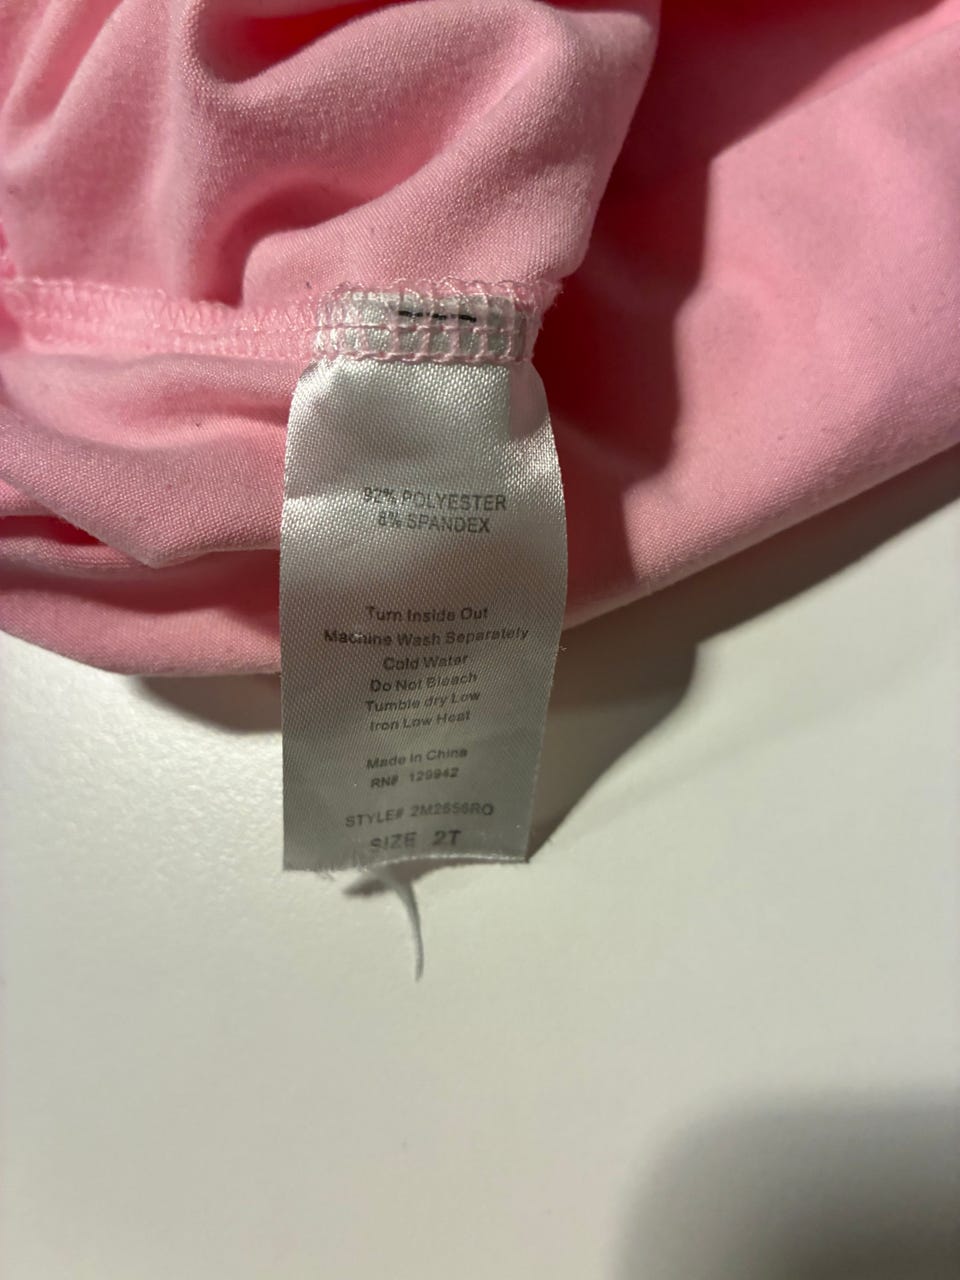 92% POLYESTER
8% SPANDEX
Turn Inside Out
Machine Wash Separately
Cold Water
Do Not Bleach
Tumble dry Low
Iron Low Heat
Made In China
RN# 129942
STYLE# 2M2656RO
SIZE 2T